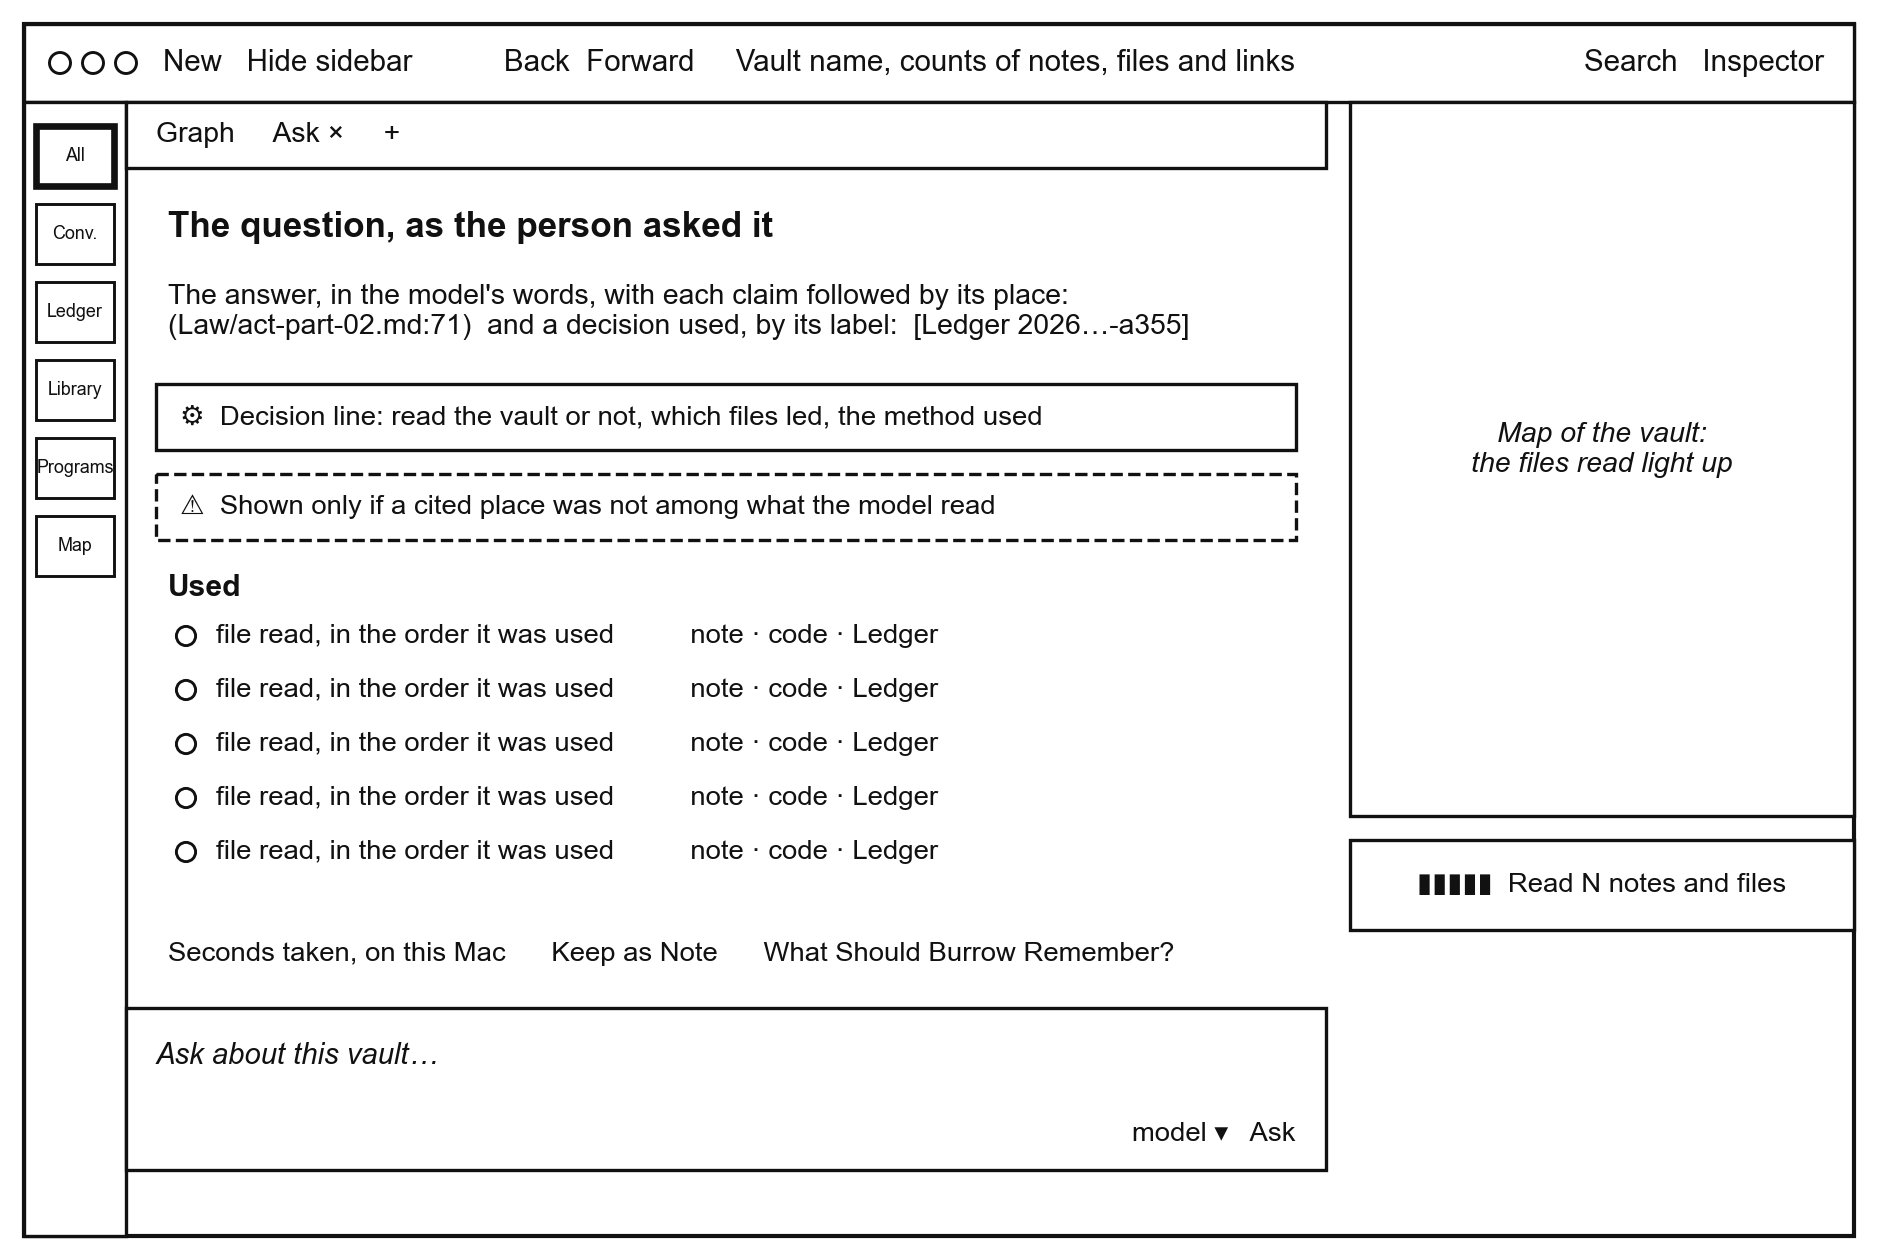 New Hide sidebar Back Forward Vault name, counts of notes, files and links Search Inspector
All
Conv.
Ledger
Library
Programs
Map
Graph Ask × +
The question, as the person asked it
The answer, in the model's words, with each claim followed by its place:
(Law/act-part-02.md:71) and a decision used, by its label: [Ledger 2026…-a355]
⚙ Decision line: read the vault or not, which files led, the method used
⚠ Shown only if a cited place was not among what the model read
Used
file read, in the order it was used note · code · Ledger
file read, in the order it was used note · code · Ledger
file read, in the order it was used note · code · Ledger
file read, in the order it was used note · code · Ledger
file read, in the order it was used note · code · Ledger
Seconds taken, on this Mac Keep as Note What Should Burrow Remember?
Ask about this vault…
model ▾ Ask
Map of the vault:
the files read light up
▮▮▮▮▮ Read N notes and files